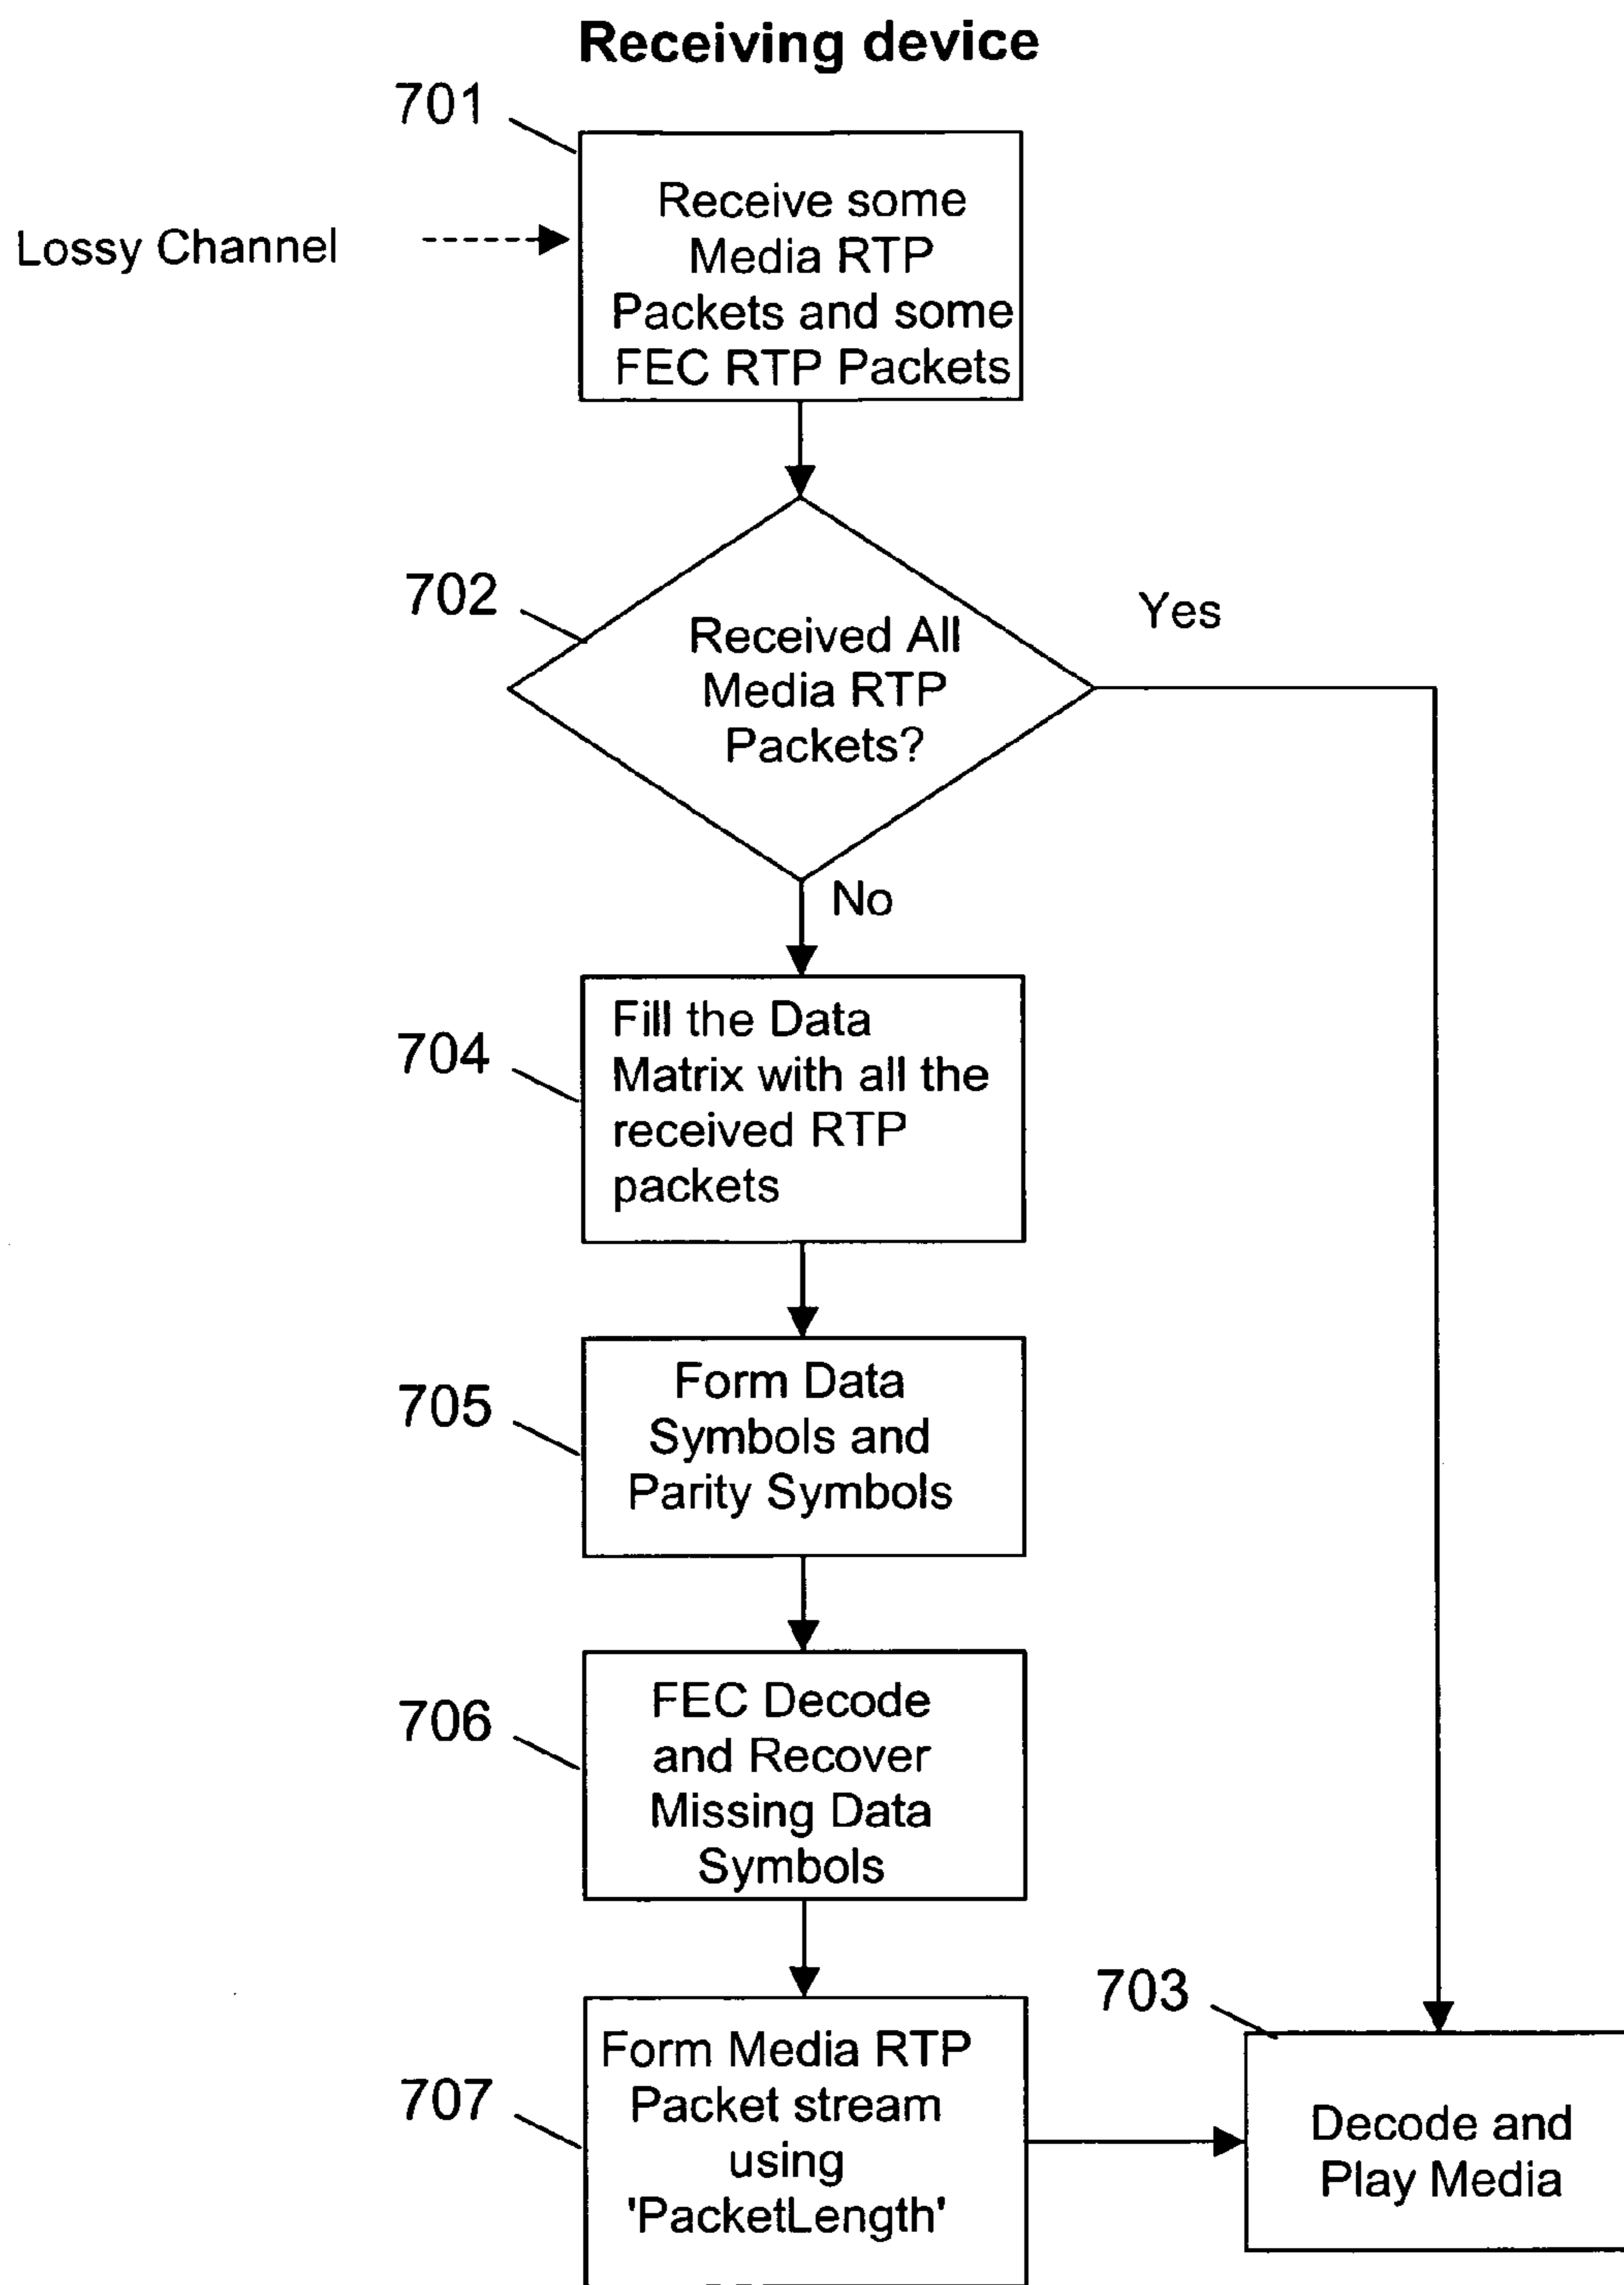 Receiving device
701
Lossy Channel
Receive some
Media RTP
Packets and some
FEC RTP Packets
702
Received All
Media RTP
Packets?
Yes
No
704
Fill the Data
Matrix with all the
received RTP
packets
705
Form Data
Symbols and
Parity Symbols
706
FEC Decode
and Recover
Missing Data
Symbols
707
Form Media RTP
Packet stream
using
'PacketLength'
703
Decode and
Play Media